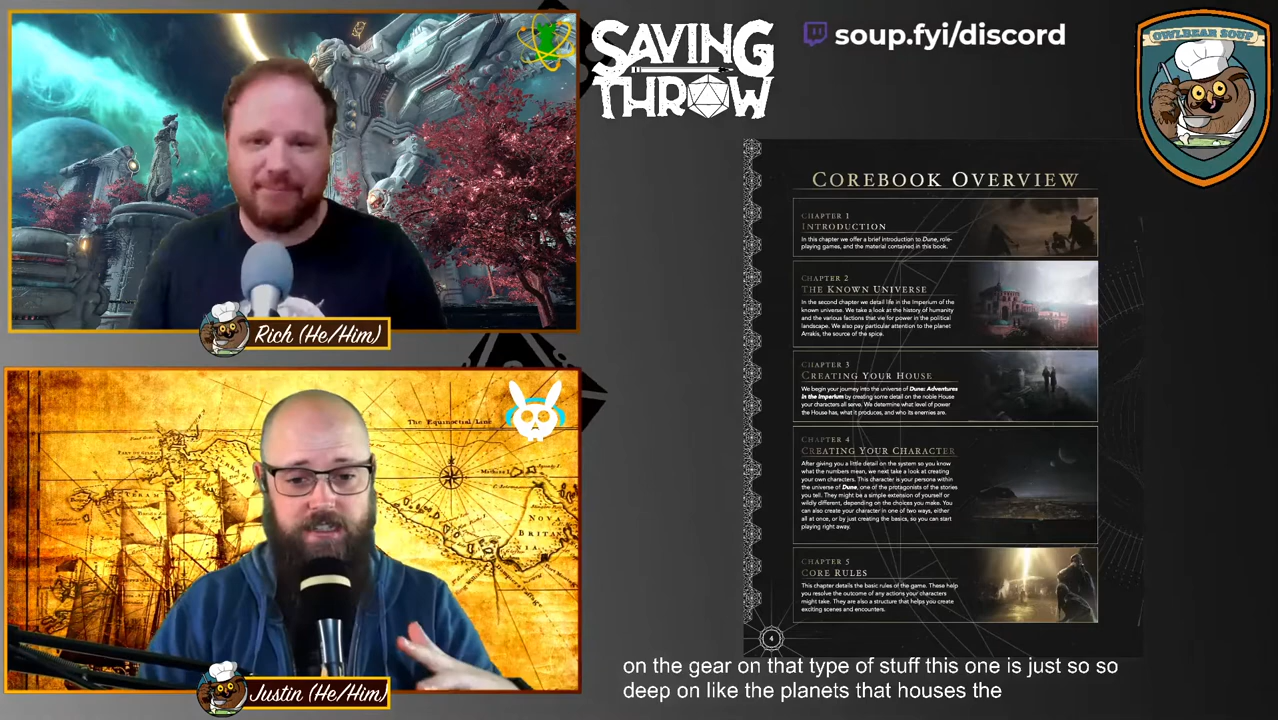 SAVING
THROW
soup.fyi/discord
OWLBEAR SOUP
Rich (He/Him)
The Equinoctial Line
NOVA
BRITAN
Justin (He/Him)
COREBOOK OVERVIEW
CHAPTER 1
INTRODUCTION
In this chapter we offer a brief introduction to Dune, role-
playing games, and the material contained in this book.
CHAPTER 2
THE KNOWN UNIVERSE
In the second chapter we detail life in the Imperium of the
known universe. We take a look at the history of humanity
and the various factions that vie for power in the political
landscape. We also pay particular attention to the planet
Arrakis, the source of the spice.
CHAPTER 3
CREATING YOUR HOUSE
We begin your journey into the universe of Dune: Adventures
in the Imperium by creating some detail on the noble House
your characters all serve. We determine what level of power
the House has, what it produces, and who its enemies are.
CHAPTER 4
CREATING YOUR CHARACTER
After giving you a little detail on the system so you know
what the numbers mean, we next take a look at creating
your own characters. This character is your persona within
the universe of Dune, one of the protagonists of the stories
you tell. They might be a simple extension of yourself or
wildly different, depending on the choices you make. You
can also create your character in one of two ways, either
all at once, or by just creating the basics, so you can start
playing right away.
CHAPTER 5
CORE RULES
This chapter details the basic rules of the game. These help
you resolve the outcome of any actions your characters
might take. They are also a structure that helps you create
exciting scenes and encounters.
4
on the gear on that type of stuff this one is just so so
deep on like the planets that houses the